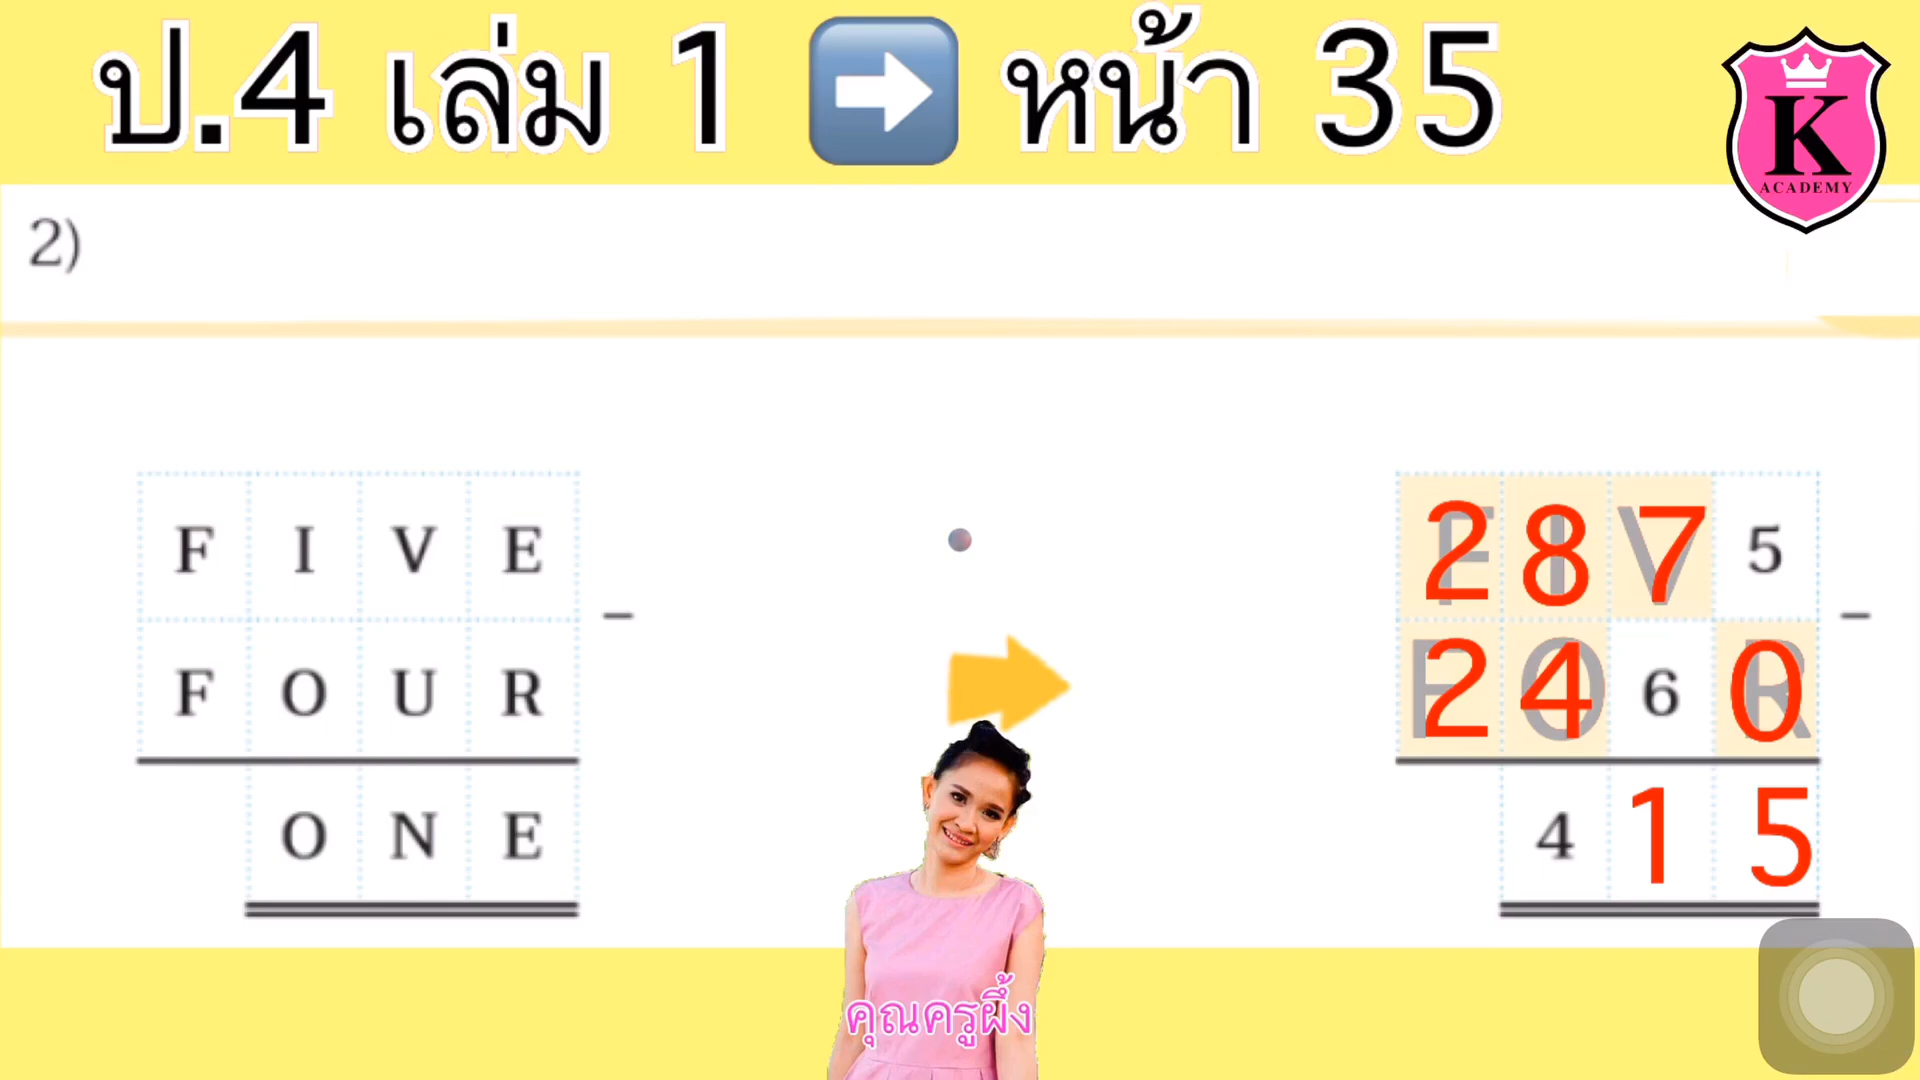 ป.4 เล่ม 1 ➡ หน้า 35
K
ACADEMY
2)
F I V E
F O U R
−
O N E
2 8 7 5
2 4 6 0
−
4 1 5
คุณครูผึ้ง